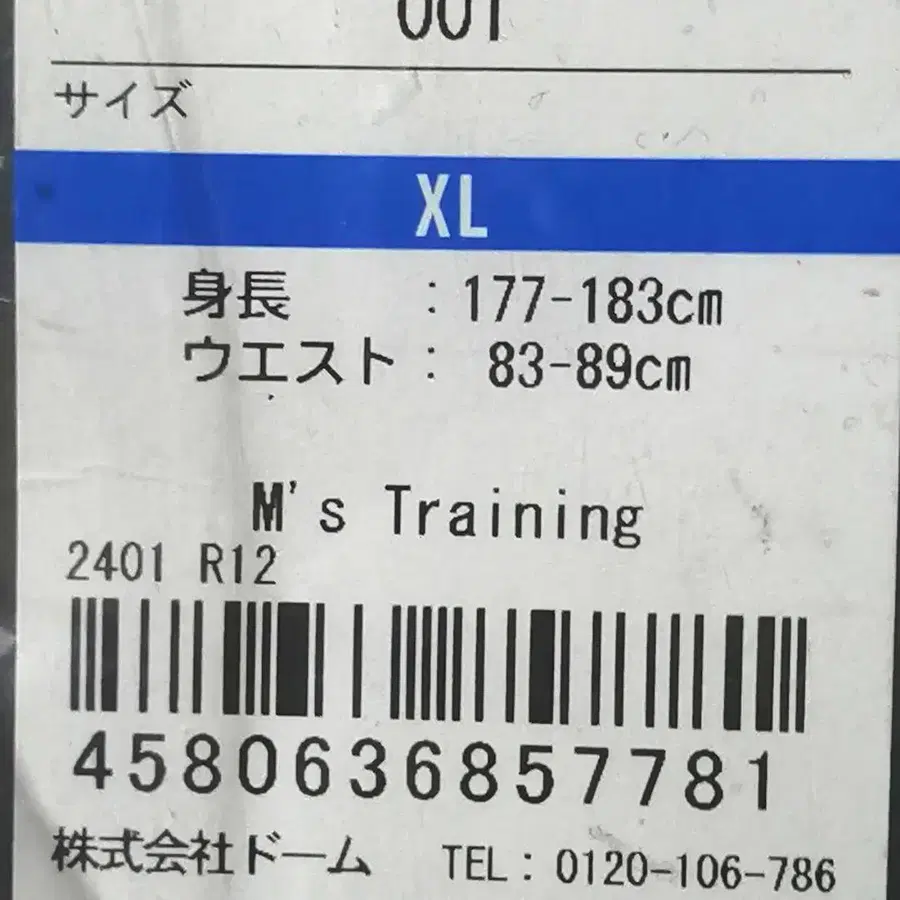 001
サイズ
XL
身長 : 177-183cm
ウエスト : 83-89cm
M's Training
2401 R12
4580636857781
株式会社ドーム TEL : 0120-106-786